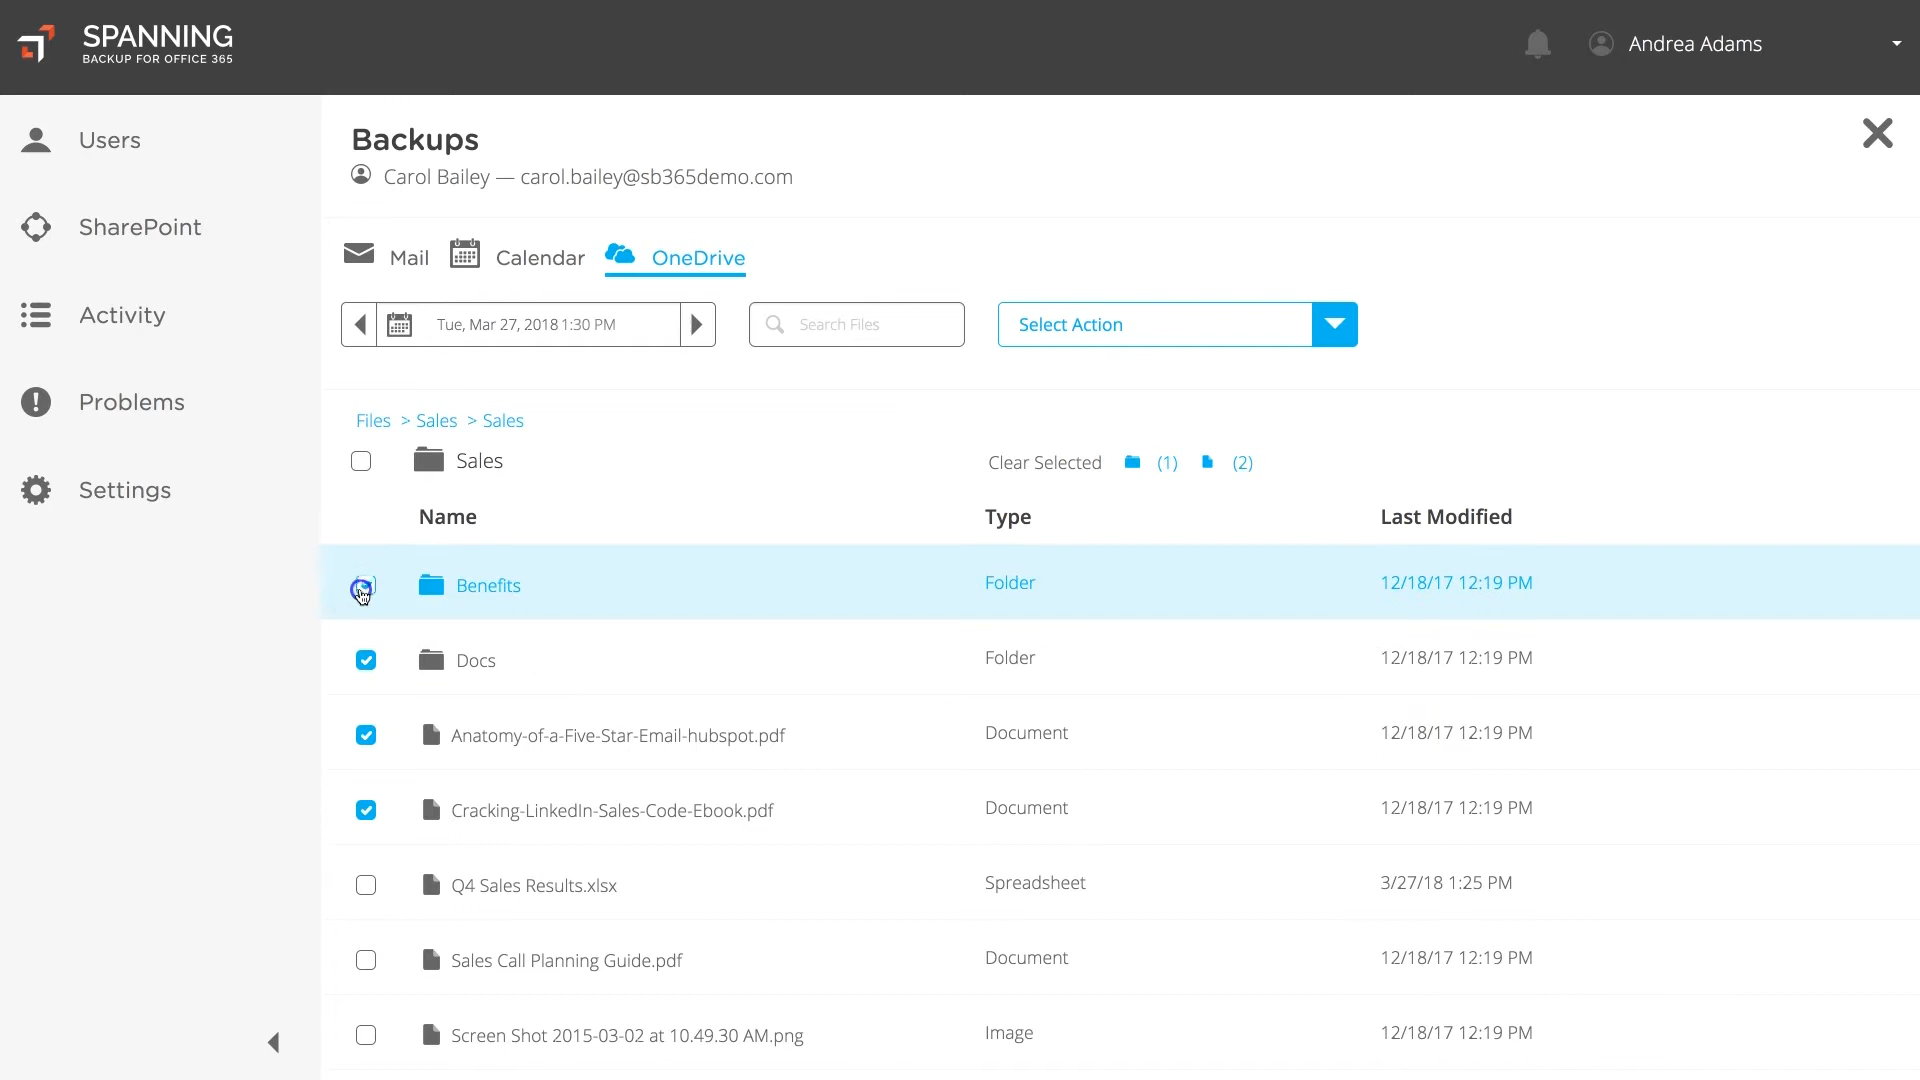 SPANNING
BACKUP FOR OFFICE 365
Andrea Adams
Users
SharePoint
Activity
Problems
Settings
Backups
Carol Bailey — carol.bailey@sb365demo.com
Mail
Calendar
OneDrive
Tue, Mar 27, 2018 1:30 PM
Search Files
Select Action
Files > Sales > Sales
Sales
Clear Selected (1) (2)
Name Type Last Modified
Benefits Folder 12/18/17 12:19 PM
Docs Folder 12/18/17 12:19 PM
Anatomy-of-a-Five-Star-Email-hubspot.pdf Document 12/18/17 12:19 PM
Cracking-LinkedIn-Sales-Code-Ebook.pdf Document 12/18/17 12:19 PM
Q4 Sales Results.xlsx Spreadsheet 3/27/18 1:25 PM
Sales Call Planning Guide.pdf Document 12/18/17 12:19 PM
Screen Shot 2015-03-02 at 10.49.30 AM.png Image 12/18/17 12:19 PM